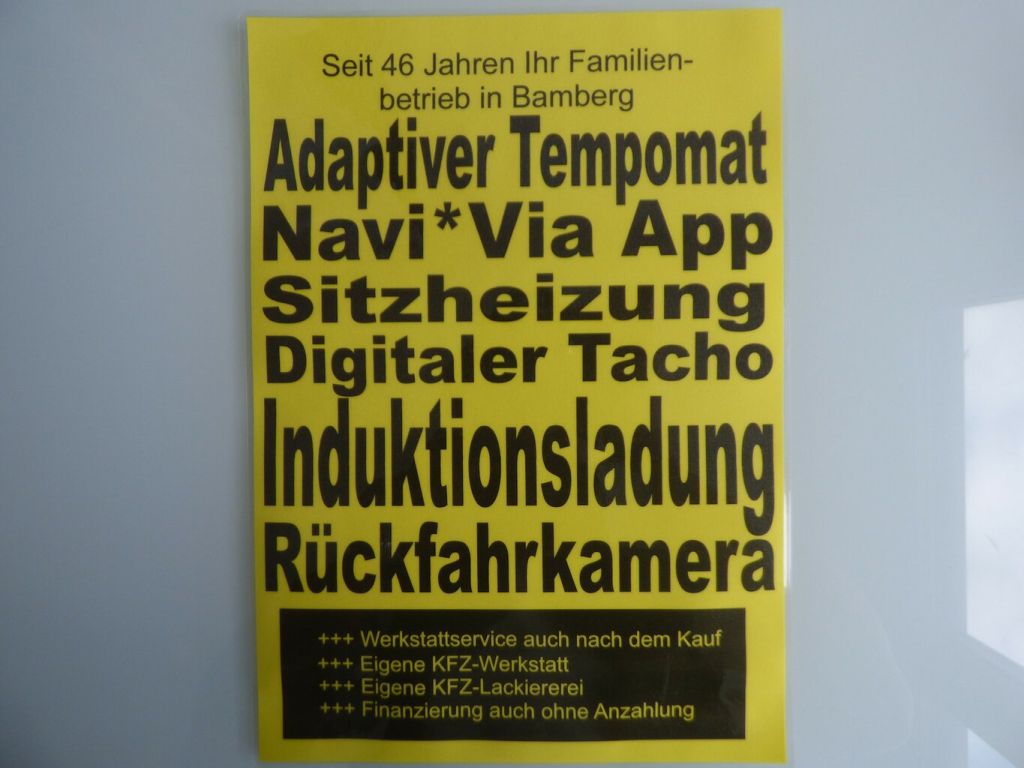 Seit 46 Jahren Ihr Familien-
betrieb in Bamberg
Adaptiver Tempomat
Navi*Via App
Sitzheizung
Digitaler Tacho
Induktionsladung
Rückfahrkamera
+++ Werkstattservice auch nach dem Kauf
+++ Eigene KFZ-Werkstatt
+++ Eigene KFZ-Lackiererei
+++ Finanzierung auch ohne Anzahlung